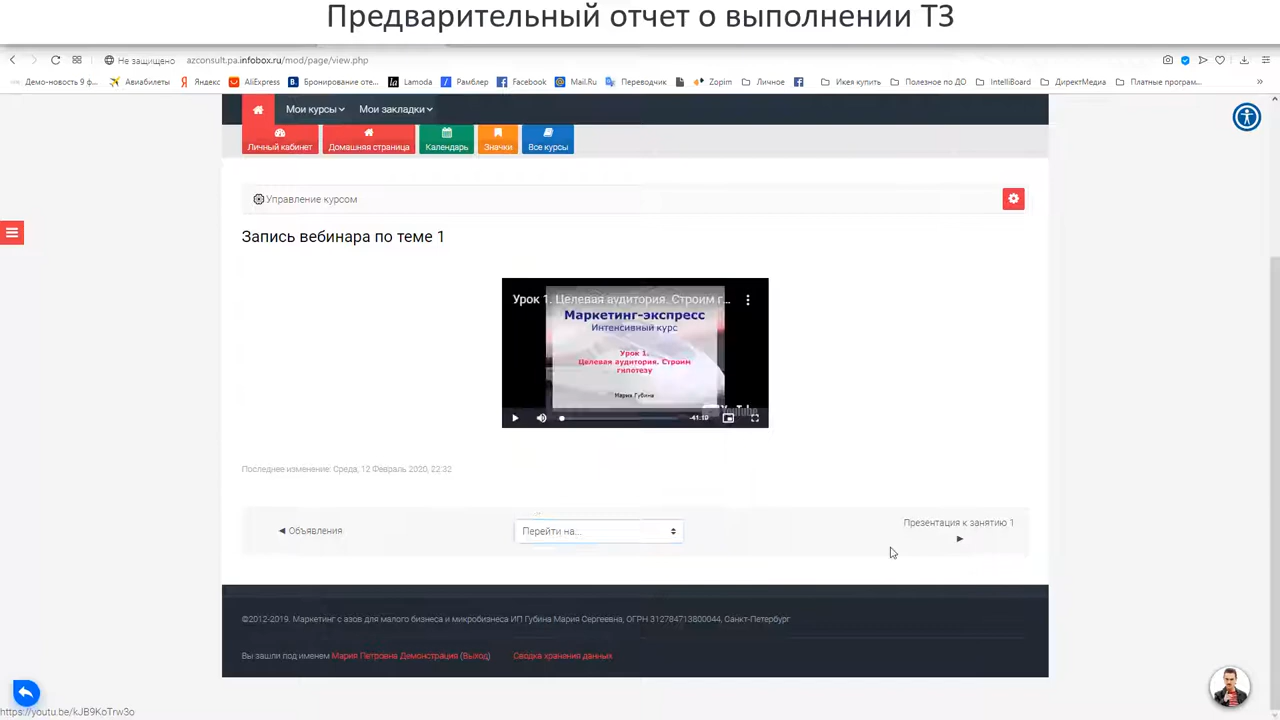 Предварительный отчет о выполнении ТЗ
Не защищено azconsult.pa.infobox.ru/mod/page/view.php
Демо-новость 9 ф... Авиабилеты Яндекс AliExpress Бронирование оте... Lamoda Рамблер Facebook Mail.Ru Переводчик Zopim Личное Икея купить Полезное по ДО IntelliBoard ДиректМедиа Платные програм...
Мои курсы Мои закладки
Личный кабинет Домашняя страница Календарь Значки Все курсы
Управление курсом
Запись вебинара по теме 1
Урок 1. Целевая аудитория. Строим г...
Маркетинг-экспресс
Интенсивный курс
Урок 1.
Целевая аудитория. Строим
гипотезу
Мария Губина
YouTube
-41:19
Последнее изменение: Среда, 12 Февраль 2020, 22:32
◄ Объявления
Перейти на...
Презентация к занятию 1
►
©2012-2019. Маркетинг с азов для малого бизнеса и микробизнеса ИП Губина Мария Сергеевна, ОГРН 312784713800044, Санкт-Петербург
Вы зашли под именем Мария Петровна Демонстрация (Выход) Сводка хранения данных
https://youtu.be/kJB9KoTrw3o